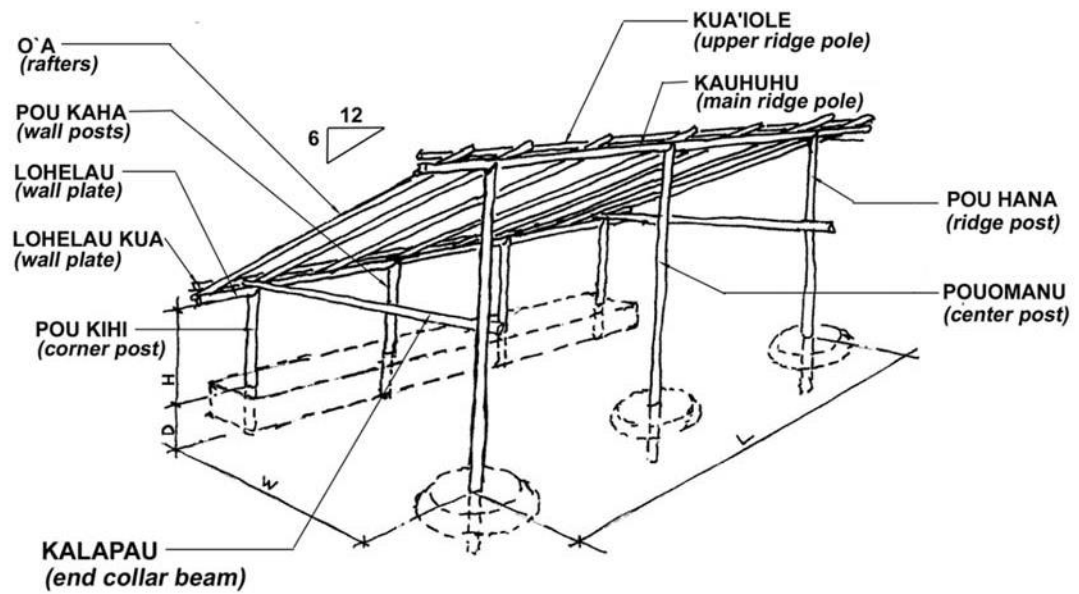 KUA'IOLE
(upper ridge pole)
O`A
(rafters)
KAUHUHU
(main ridge pole)
POU KAHA
(wall posts)
12
6
LOHELAU
(wall plate)
POU HANA
(ridge post)
LOHELAU KUA
(wall plate)
POUOMANU
(center post)
POU KIHI
(corner post)
H
D
W
L
KALAPAU
(end collar beam)